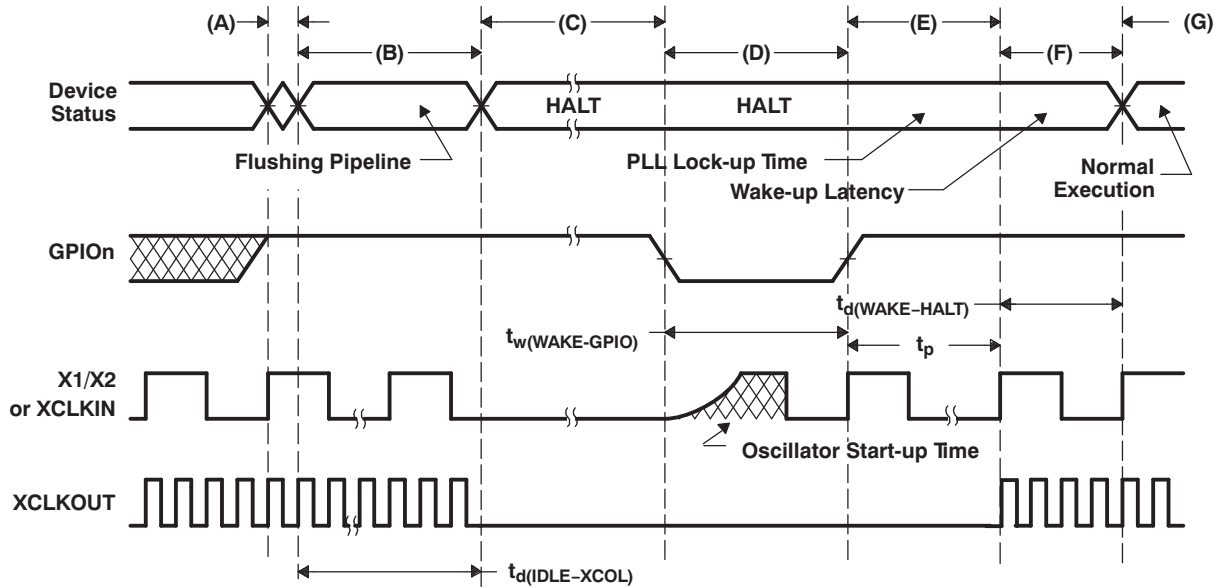 (A)
(B)
(C)
(D)
(E)
(F)
(G)
Device
Status
HALT
HALT
Flushing Pipeline
PLL Lock-up Time
Wake-up Latency
Normal
Execution
GPIOn
td(WAKE−HALT)
tw(WAKE-GPIO)
tp
X1/X2
or XCLKIN
Oscillator Start-up Time
XCLKOUT
td(IDLE−XCOL)